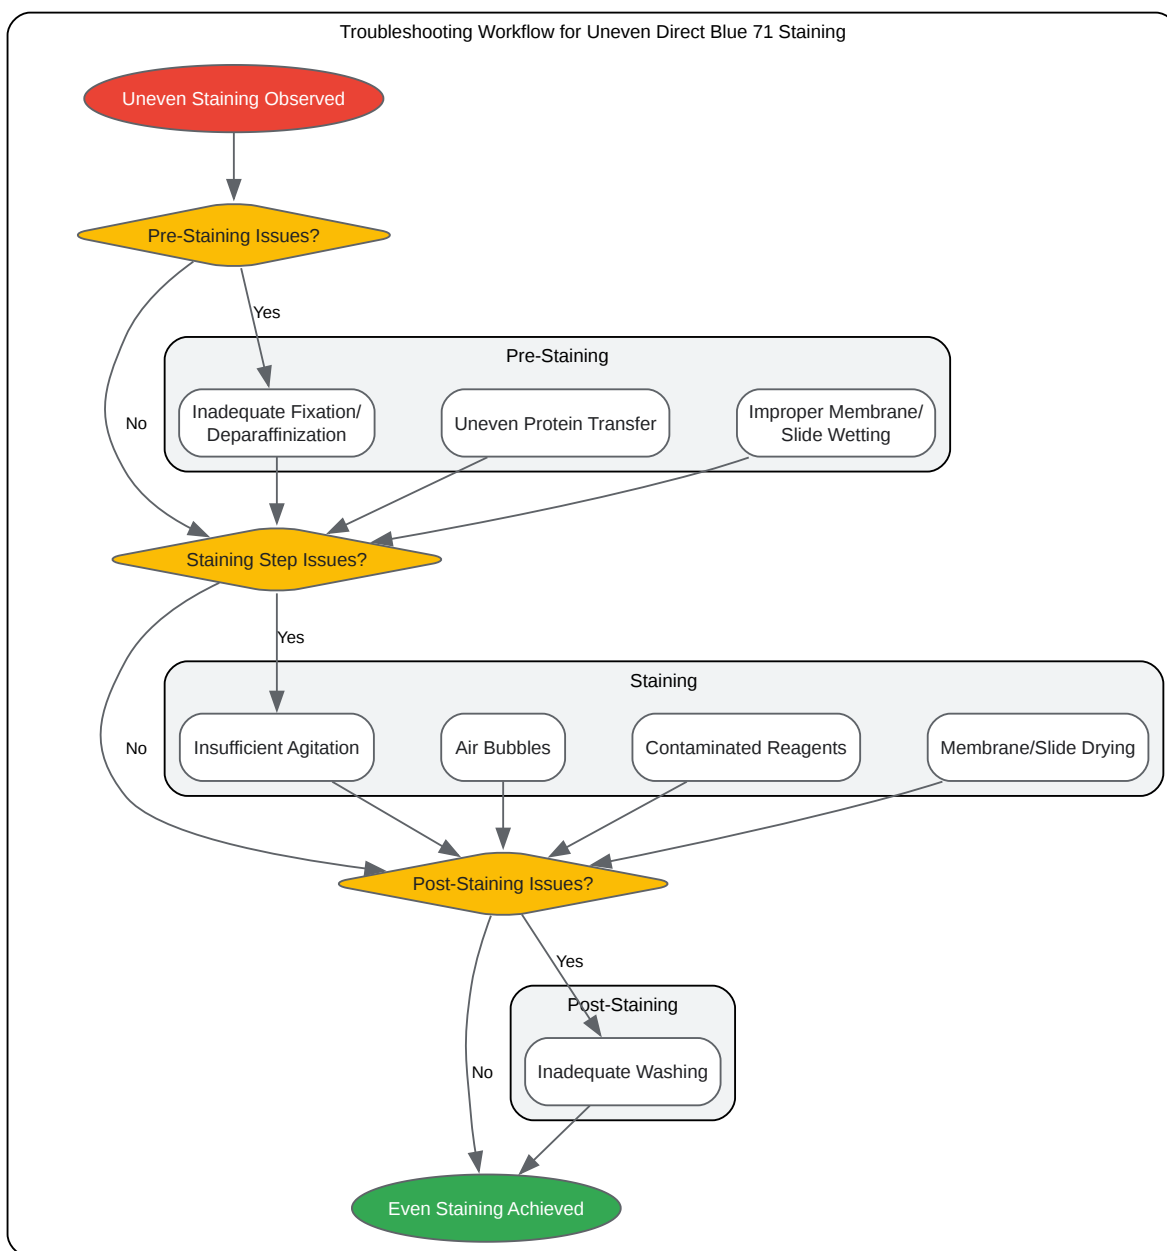 Troubleshooting Workflow for Uneven Direct Blue 71 Staining
Uneven Staining Observed
Pre-Staining Issues?
Yes
No
Pre-Staining
Inadequate Fixation/
Deparaffinization
Uneven Protein Transfer
Improper Membrane/
Slide Wetting
Staining Step Issues?
Yes
No
Staining
Insufficient Agitation
Air Bubbles
Contaminated Reagents
Membrane/Slide Drying
Post-Staining Issues?
Yes
No
Post-Staining
Inadequate Washing
Even Staining Achieved